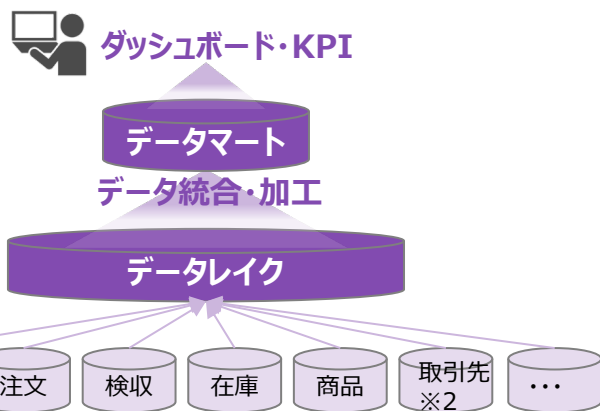 ダッシュボード・KPI
データマート
データ統合・加工
データレイク
注文
検収
在庫
商品
取引先
※2
・・・